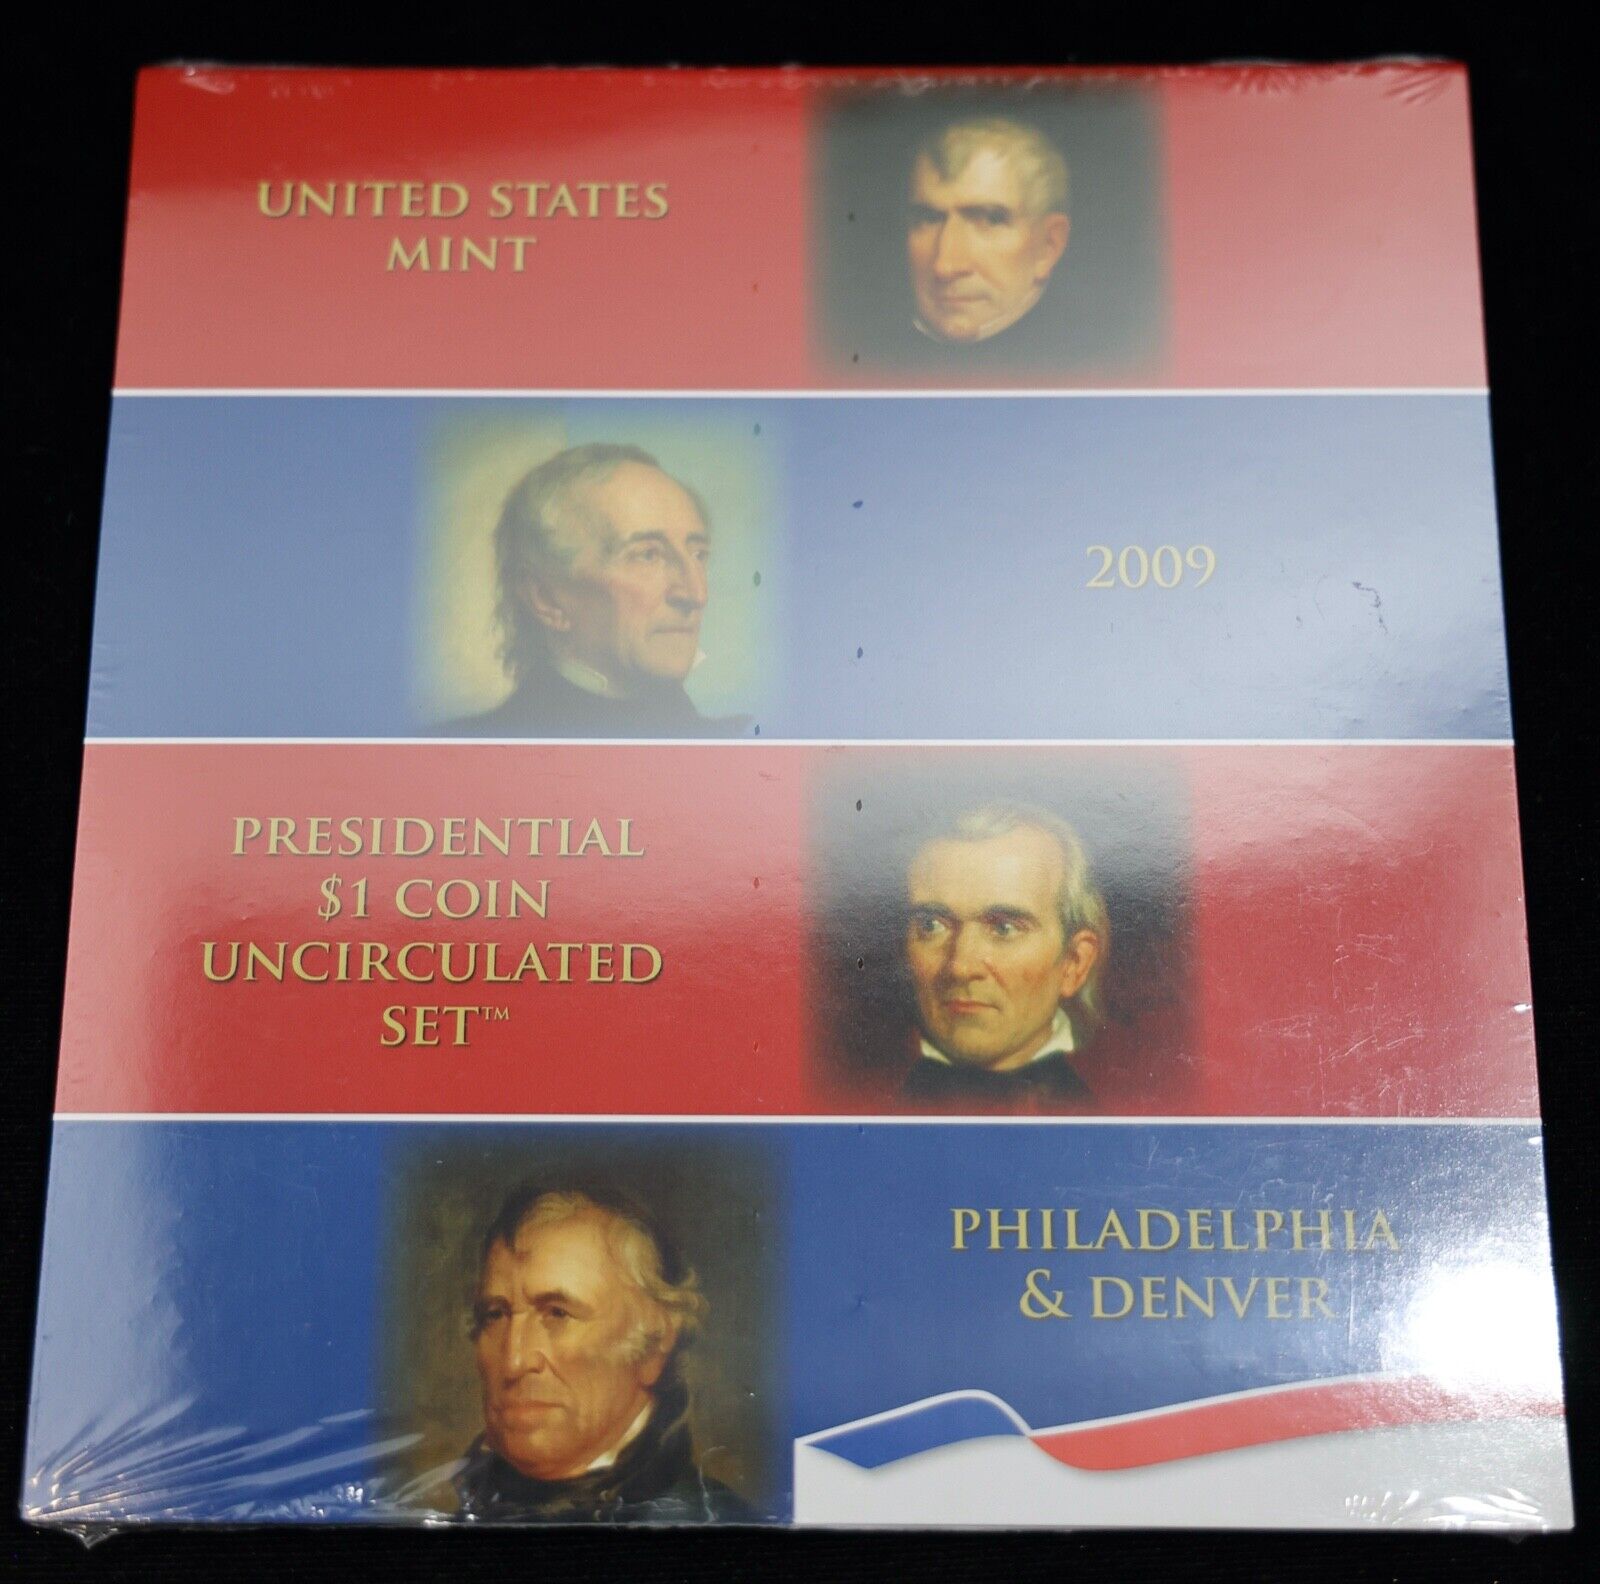 UNITED STATES
MINT
2009
PRESIDENTIAL
$1 COIN
UNCIRCULATED
SET™
PHILADELPHIA
& DENVER